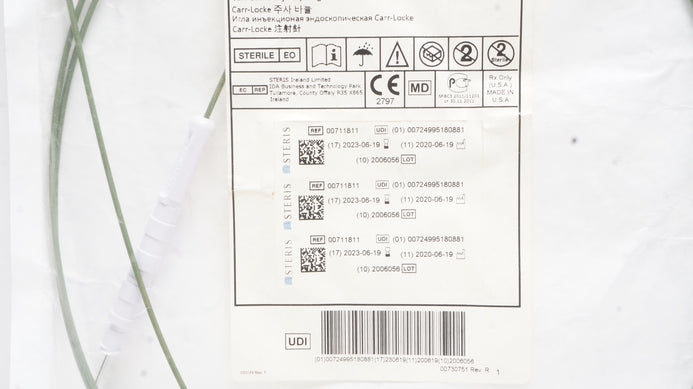 Carr-Locke 주사 바늘
Игла инъекционая эндоскопическая Carr-Locke
Carr-Locke 注射針
STERILE EO
2
2
STERIS Ireland Limited
IDA Business and Technology Park
Tullamore, County Offaly R35 X865
Ireland
EC REP
CE
2797
MD
Rx Only
(U.S.A.)
MADE IN
U.S.A
STERIS
REF 00711811 UDI (01) 00724995180881
(17) 2023-06-19 (11) 2020-06-19
(10) 2006056 LOT
STERIS
REF 00711811 UDI (01) 00724995180881
(17) 2023-06-19 (11) 2020-06-19
(10) 2006056 LOT
STERIS
REF 00711811 UDI (01) 00724995180881
(17) 2023-06-19 (11) 2020-06-19
(10) 2006056 LOT
UDI
(01)00724995180881(17)230619(11)200619(10)2006056
00730751 Rev. R 1